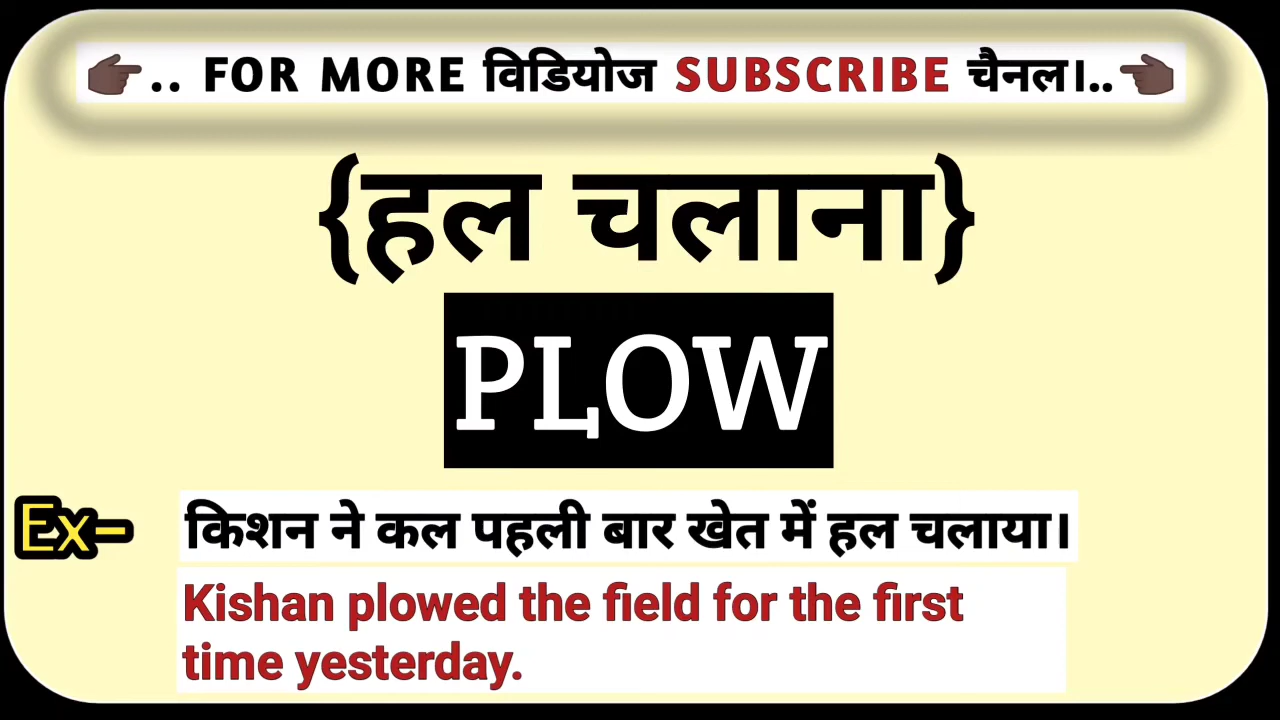 👉🏿.. FOR MORE विडियोज SUBSCRIBE चैनल।..👈🏿
{हल चलाना}
PLOW
Ex-
किशन ने कल पहली बार खेत में हल चलाया।
Kishan plowed the field for the first
time yesterday.